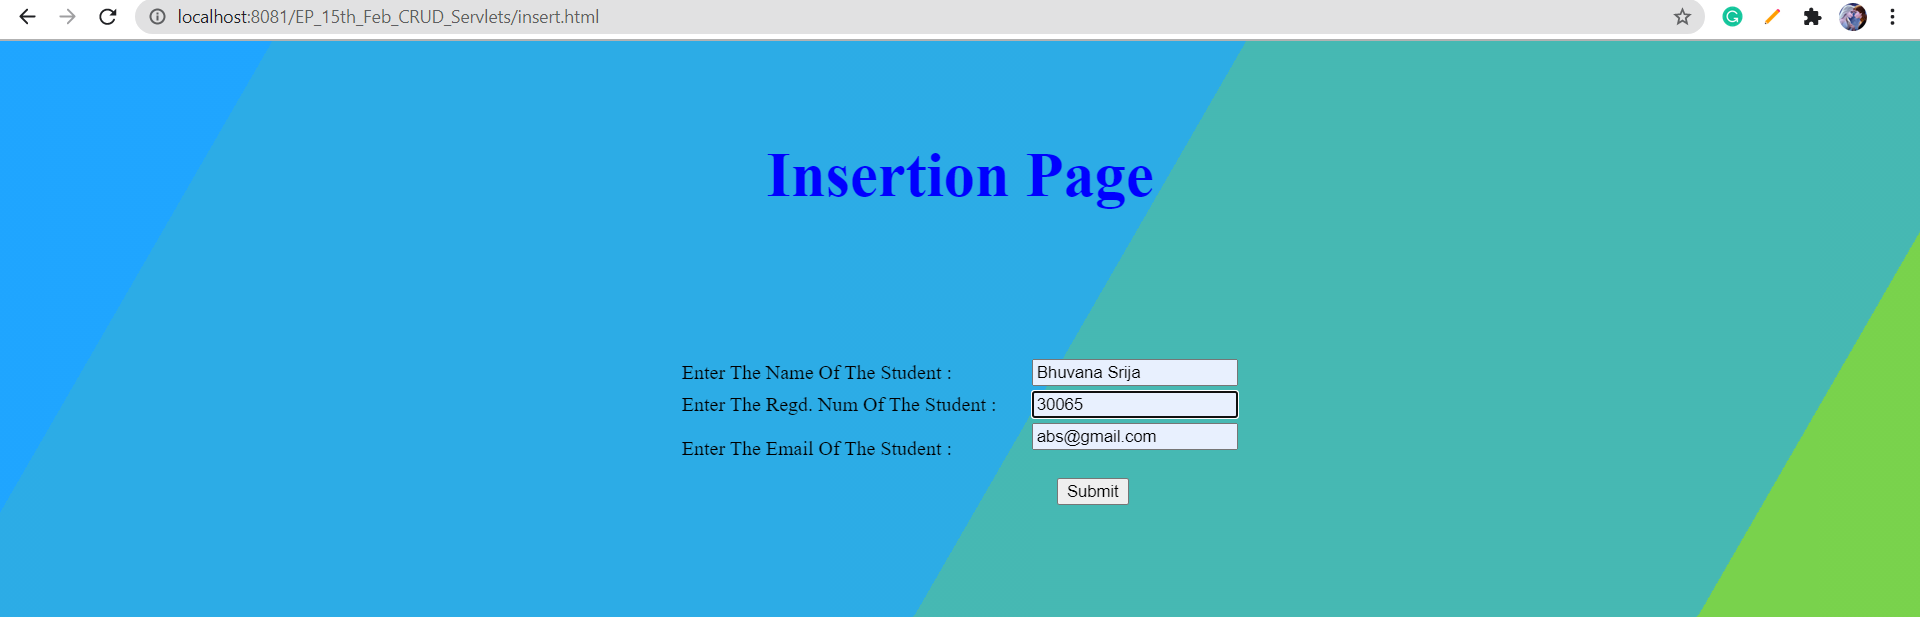 localhost:8081/EP_15th_Feb_CRUD_Servlets/insert.html
Insertion Page
Enter The Name Of The Student : Bhuvana Srija
Enter The Regd. Num Of The Student : 30065
Enter The Email Of The Student : abs@gmail.com
Submit